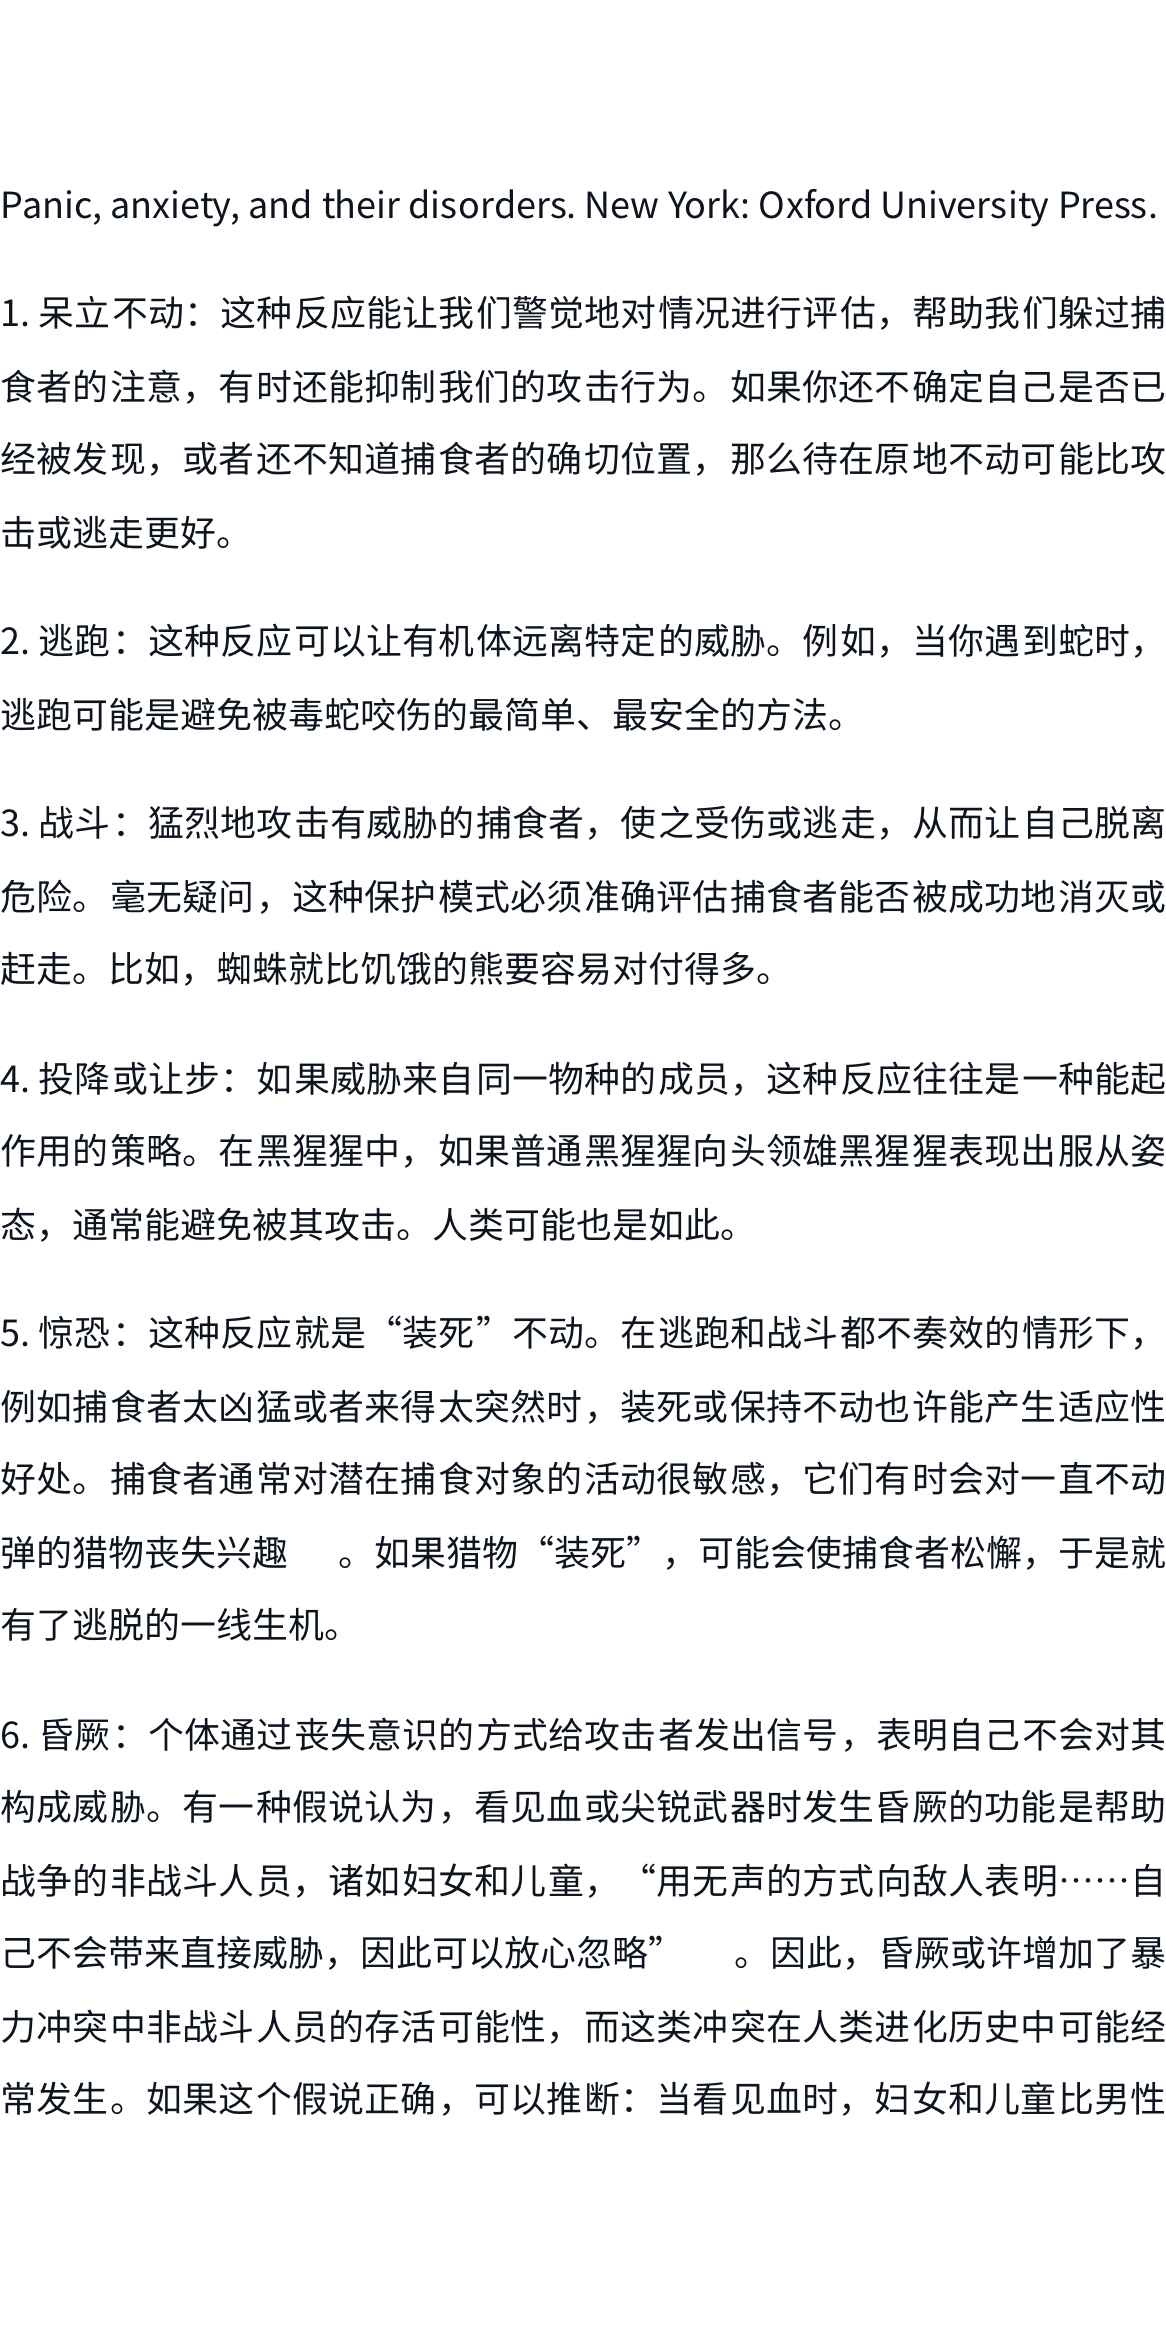 Panic, anxiety, and their disorders. New York: Oxford University Press.
1. 呆立不动：这种反应能让我们警觉地对情况进行评估，帮助我们躲过捕
食者的注意，有时还能抑制我们的攻击行为。如果你还不确定自己是否已
经被发现，或者还不知道捕食者的确切位置，那么待在原地不动可能比攻
击或逃走更好。
2. 逃跑：这种反应可以让有机体远离特定的威胁。例如，当你遇到蛇时，
逃跑可能是避免被毒蛇咬伤的最简单、最安全的方法。
3. 战斗：猛烈地攻击有威胁的捕食者，使之受伤或逃走，从而让自己脱离
危险。毫无疑问，这种保护模式必须准确评估捕食者能否被成功地消灭或
赶走。比如，蜘蛛就比饥饿的熊要容易对付得多。
4. 投降或让步：如果威胁来自同一物种的成员，这种反应往往是一种能起
作用的策略。在黑猩猩中，如果普通黑猩猩向头领雄黑猩猩表现出服从姿
态，通常能避免被其攻击。人类可能也是如此。
5. 惊恐：这种反应就是“装死”不动。在逃跑和战斗都不奏效的情形下，
例如捕食者太凶猛或者来得太突然时，装死或保持不动也许能产生适应性
好处。捕食者通常对潜在捕食对象的活动很敏感，它们有时会对一直不动
弹的猎物丧失兴趣 。如果猎物“装死”，可能会使捕食者松懈，于是就
有了逃脱的一线生机。
6. 昏厥：个体通过丧失意识的方式给攻击者发出信号，表明自己不会对其
构成威胁。有一种假说认为，看见血或尖锐武器时发生昏厥的功能是帮助
战争的非战斗人员，诸如妇女和儿童，“用无声的方式向敌人表明……自
己不会带来直接威胁，因此可以放心忽略” 。因此，昏厥或许增加了暴
力冲突中非战斗人员的存活可能性，而这类冲突在人类进化历史中可能经
常发生。如果这个假说正确，可以推断：当看见血时，妇女和儿童比男性